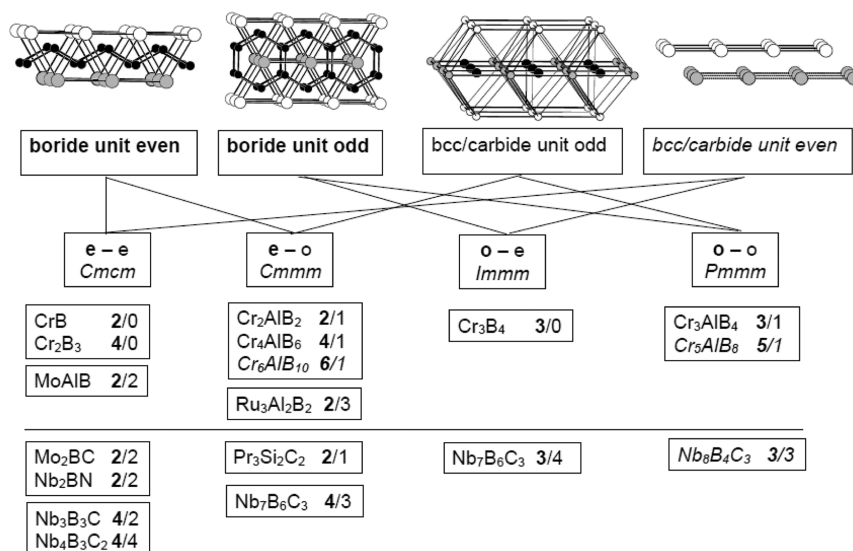 boride unit even
boride unit odd
bcc/carbide unit odd
bcc/carbide unit even
e – e
Cmcm
e – o
Cmmm
o – e
Immm
o – o
Pmmm
CrB 2/0
Cr₂B₃ 4/0
MoAlB 2/2
Cr₂AlB₂ 2/1
Cr₄AlB₆ 4/1
Cr₆AlB₁₀ 6/1
Ru₃Al₂B₂ 2/3
Cr₃B₄ 3/0
Cr₃AlB₄ 3/1
Cr₅AlB₈ 5/1
Mo₂BC 2/2
Nb₂BN 2/2
Nb₃B₃C 4/2
Nb₄B₃C₂ 4/4
Pr₃Si₂C₂ 2/1
Nb₇B₆C₃ 4/3
Nb₇B₆C₃ 3/4
Nb₈B₄C₃ 3/3